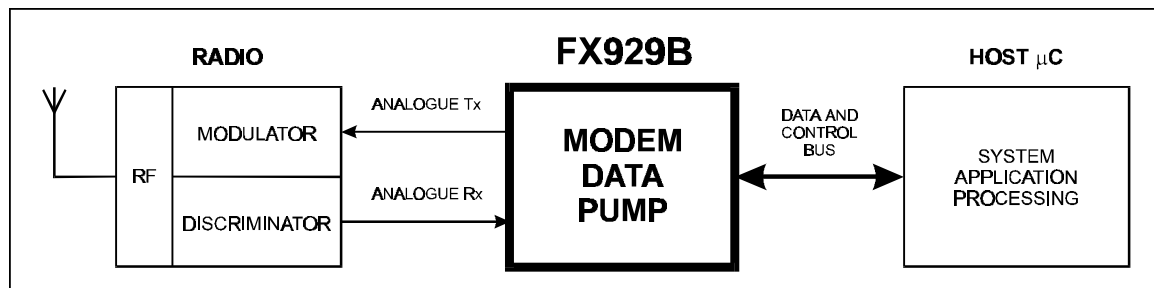 RADIO
RF
MODULATOR
DISCRIMINATOR
ANALOGUE Tx
ANALOGUE Rx
FX929B
MODEM
DATA
PUMP
DATA AND
CONTROL
BUS
HOST μC
SYSTEM
APPLICATION
PROCESSING